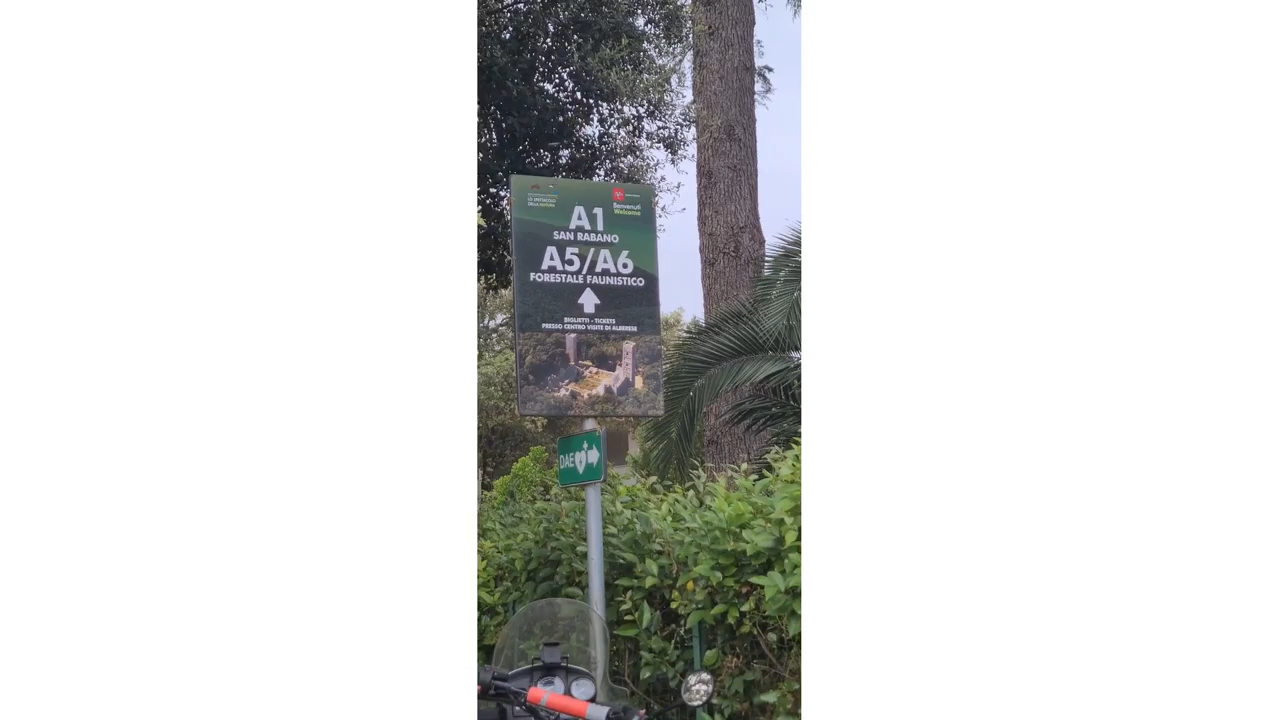 LO SPETTACOLO
DELLA NATURA
Benvenuti
Welcome
A1
SAN RABANO
A5/A6
FORESTALE FAUNISTICO
BIGLIETTI - TICKETS
PRESSO CENTRO VISITE DI ALBERESE
DAE